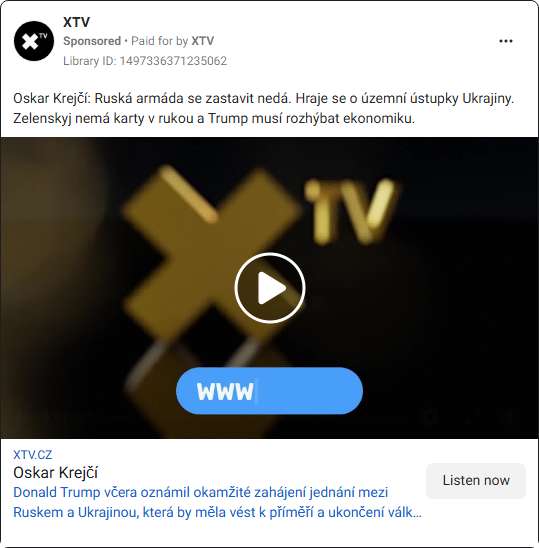 XTV
Sponsored • Paid for by XTV
Library ID: 1497336371235062
Oskar Krejčí: Ruská armáda se zastavit nedá. Hraje se o územní ústupky Ukrajiny.
Zelenskyj nemá karty v rukou a Trump musí rozhýbat ekonomiku.
XTV
www
XTV.CZ
Oskar Krejčí
Listen now
Donald Trump včera oznámil okamžité zahájení jednání mezi
Ruskem a Ukrajinou, která by měla vést k příměří a ukončení válk...